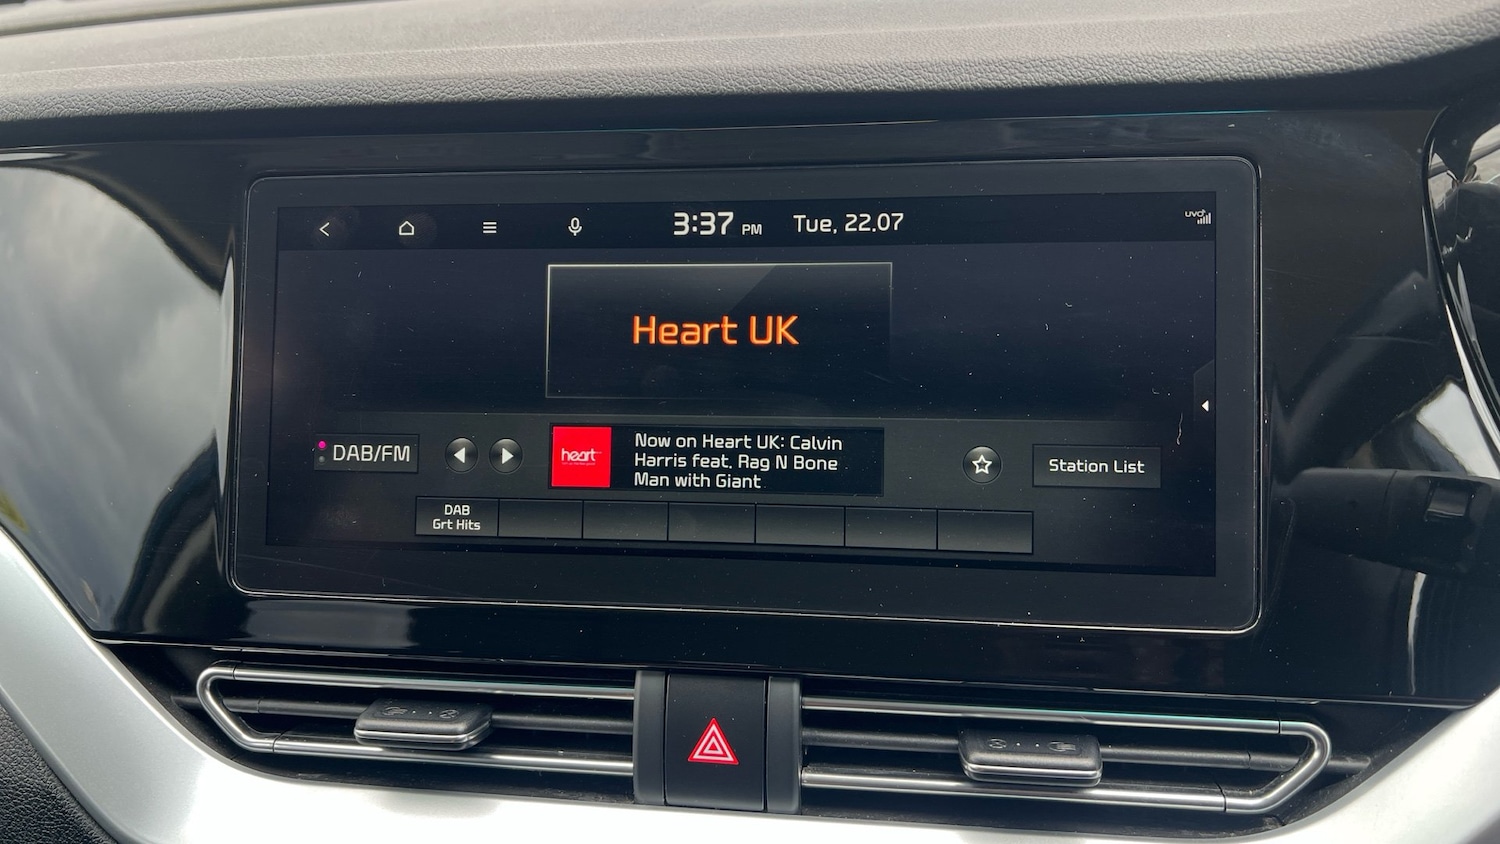 3:37 PM Tue, 22.07
UVO
Heart UK
DAB/FM
heart
Now on Heart UK: Calvin
Harris feat. Rag N Bone
Man with Giant
Station List
DAB
Grt Hits